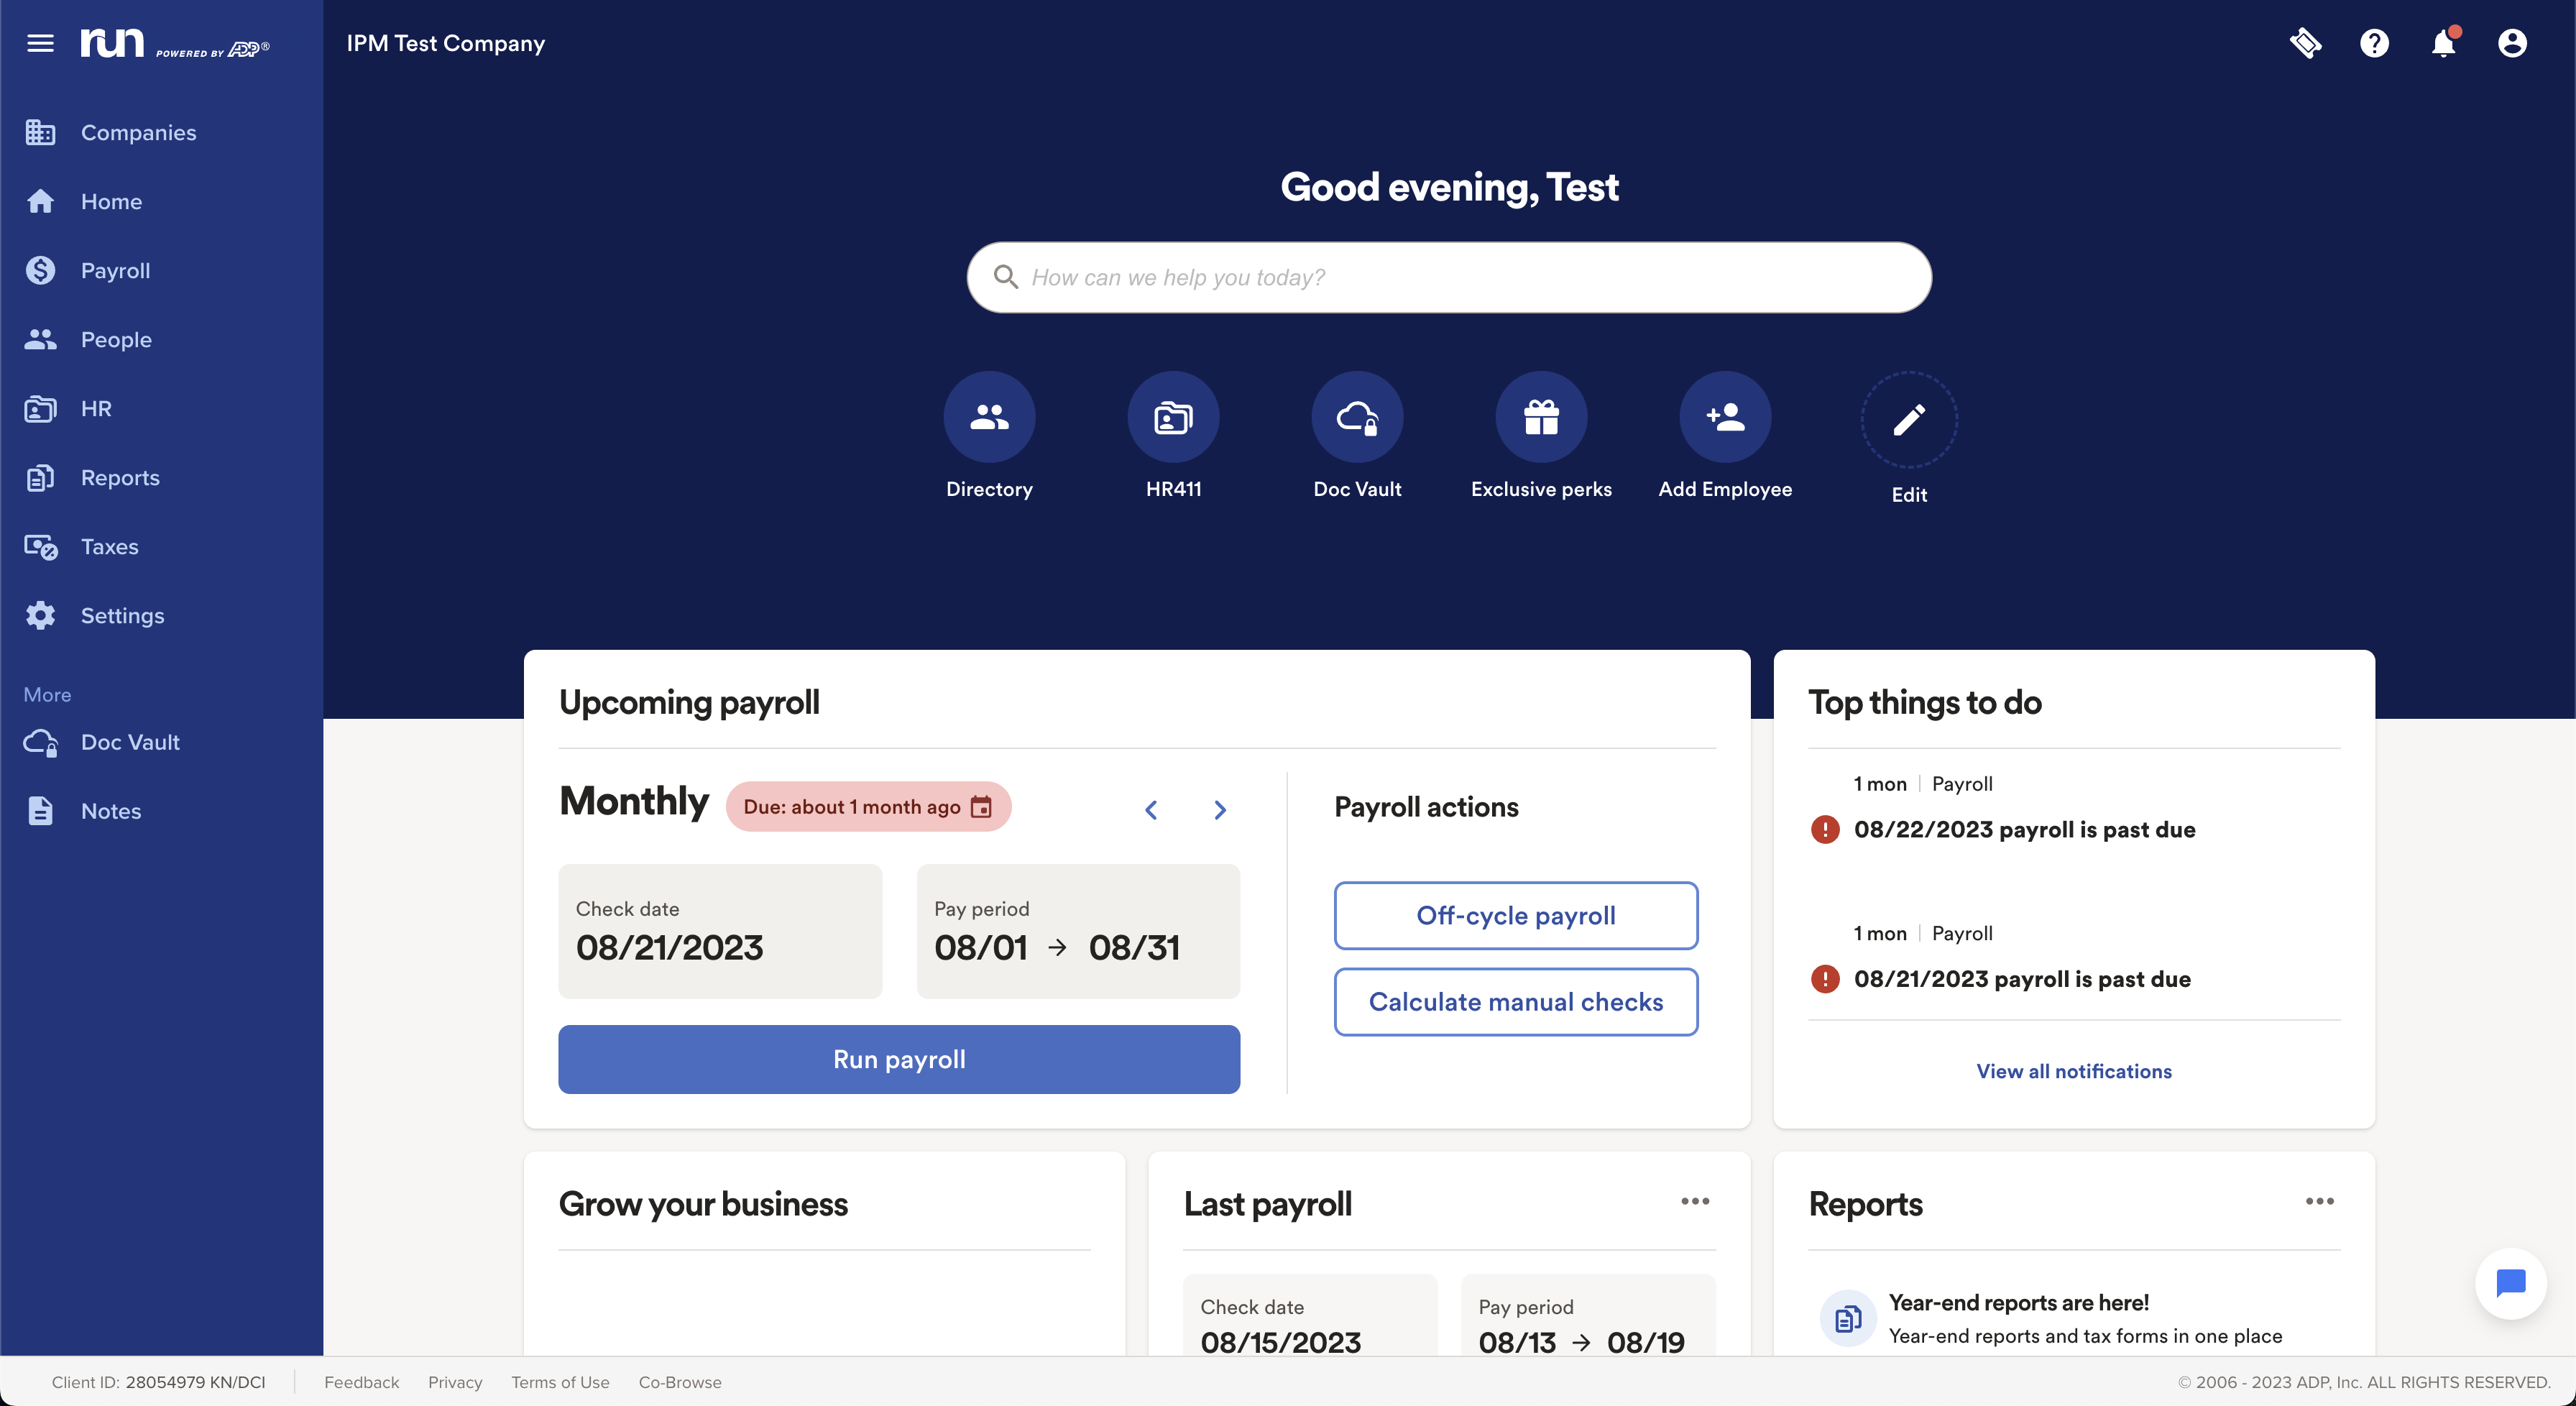 run POWERED BY ADP®
IPM Test Company
Companies
Home
Payroll
People
HR
Reports
Taxes
Settings
More
Doc Vault
Notes
Good evening, Test
How can we help you today?
Directory
HR411
Doc Vault
Exclusive perks
Add Employee
Edit
Upcoming payroll
Monthly
Due: about 1 month ago
Check date
08/21/2023
Pay period
08/01 → 08/31
Run payroll
Payroll actions
Off-cycle payroll
Calculate manual checks
Top things to do
1 mon | Payroll
08/22/2023 payroll is past due
1 mon | Payroll
08/21/2023 payroll is past due
View all notifications
Grow your business
Last payroll
Check date
08/15/2023
Pay period
08/13 → 08/19
Reports
Year-end reports are here!
Year-end reports and tax forms in one place
Client ID: 28054979 KN/DCI
Feedback
Privacy
Terms of Use
Co-Browse
© 2006 - 2023 ADP, Inc. ALL RIGHTS RESERVED.